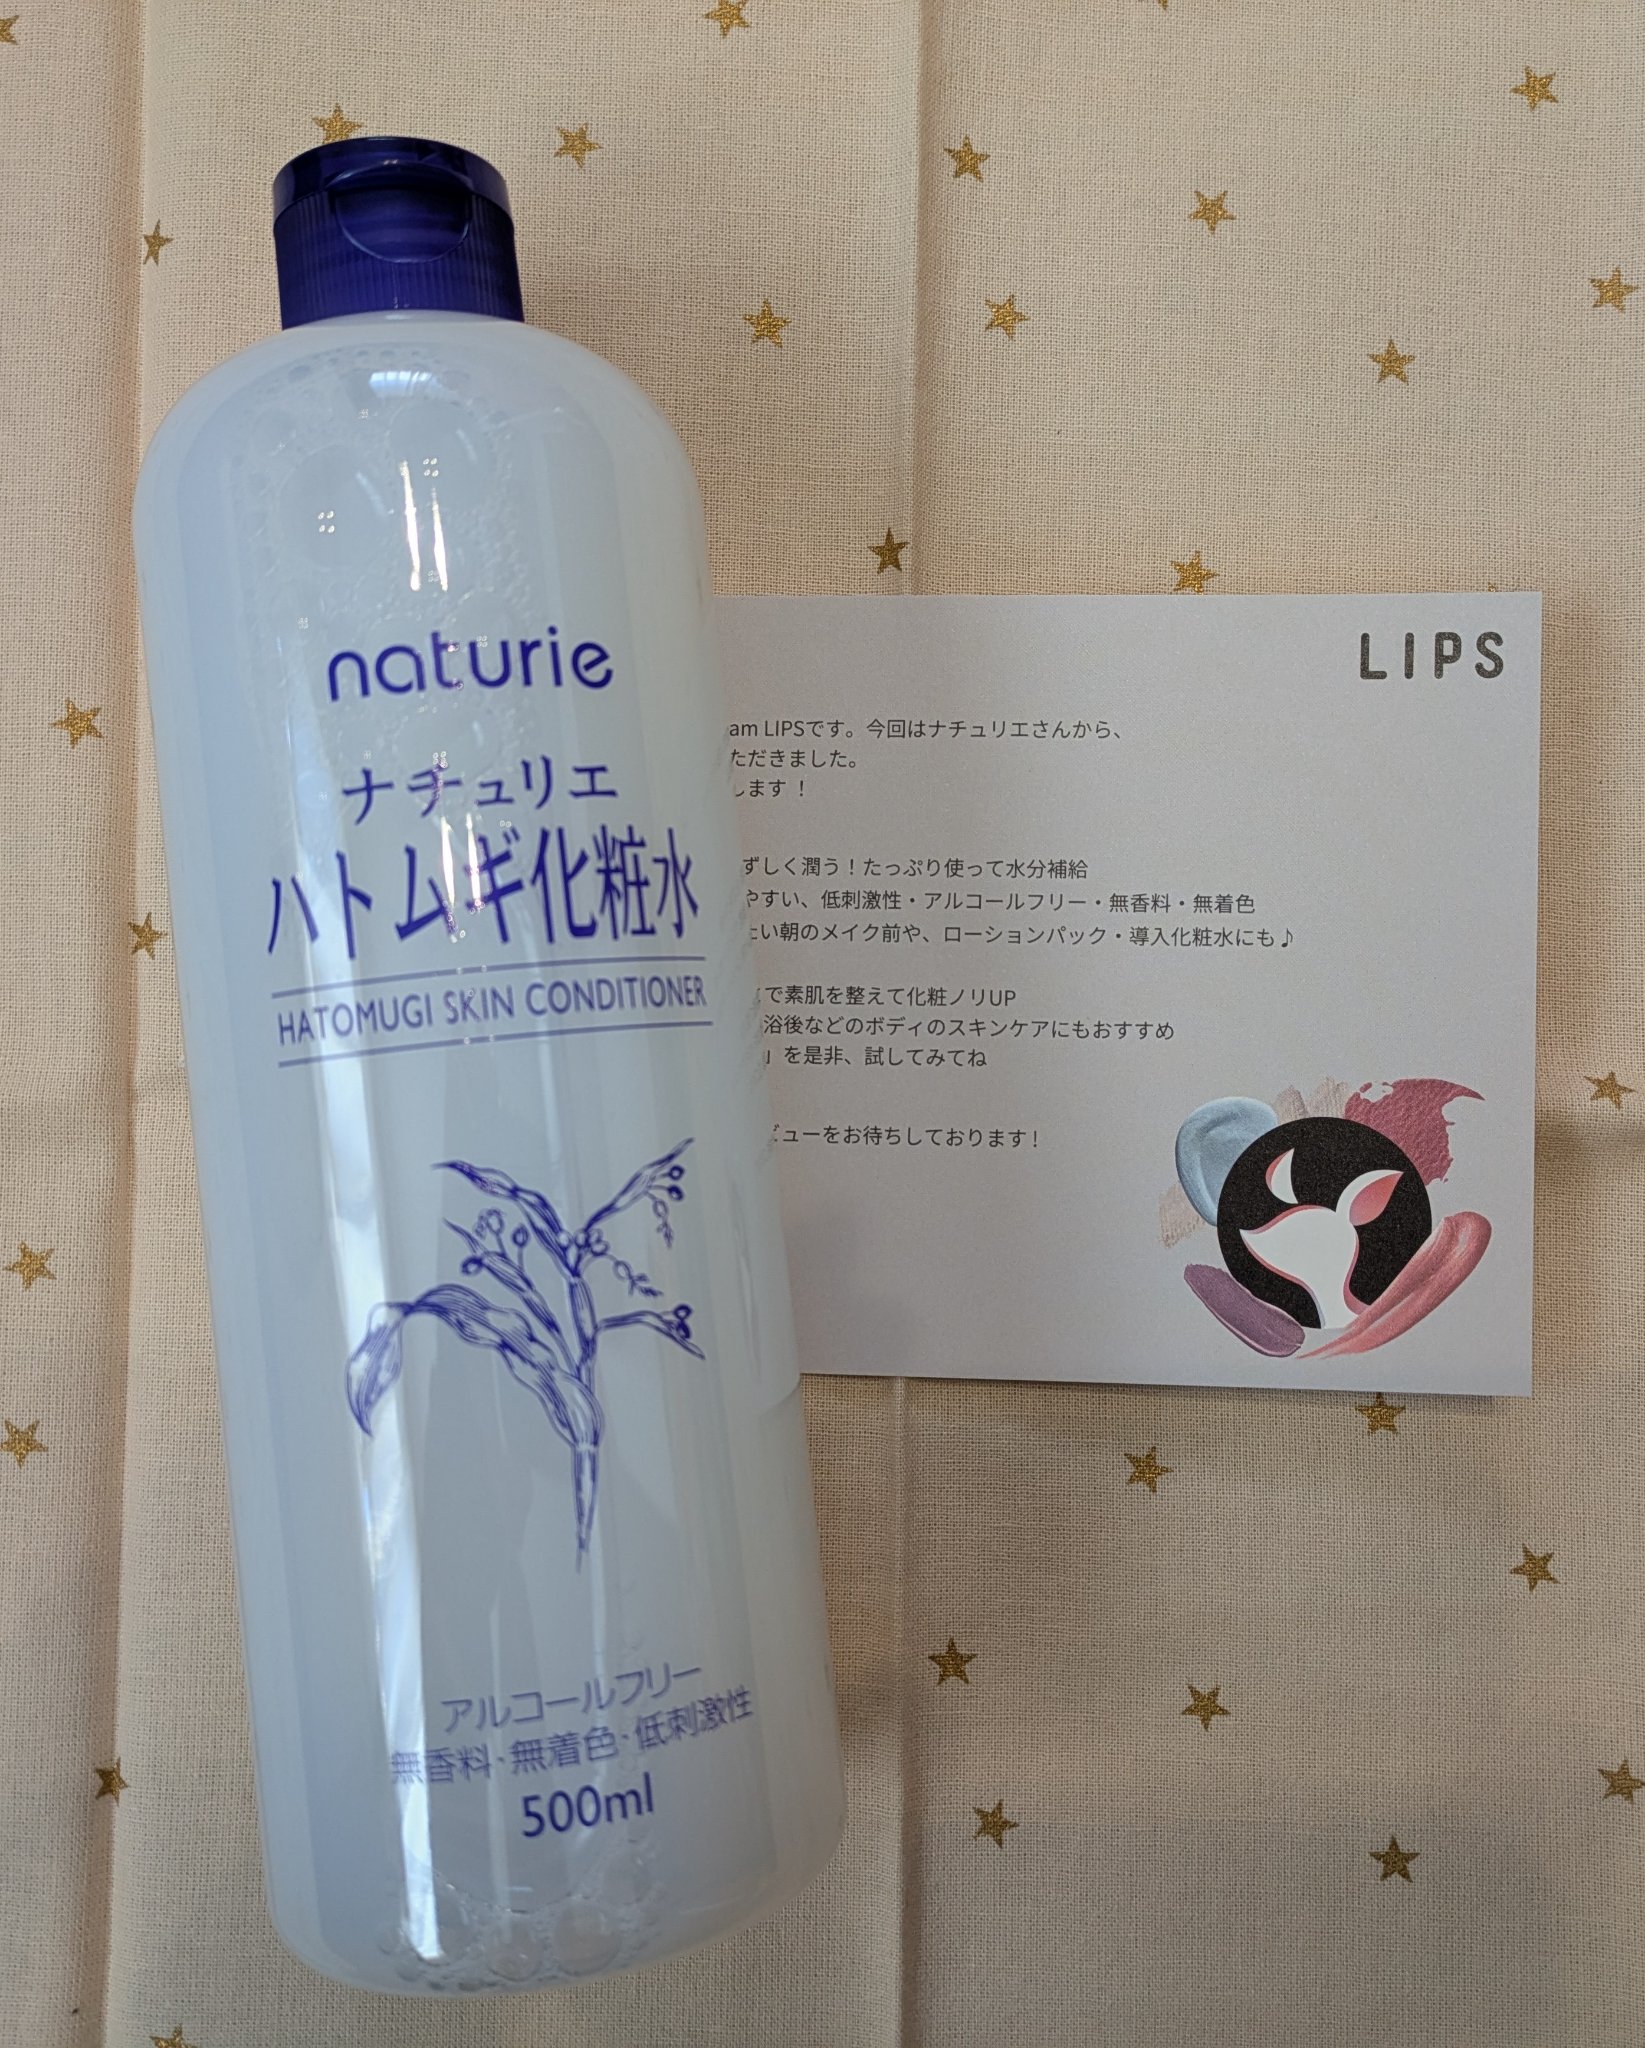 naturie
ナチュリエ
ハトムギ化粧水
HATOMUGI SKIN CONDITIONER
アルコールフリー
無香料・無着色・低刺激性
500ml
LIPS
am LIPSです。今回はナチュリエさんから、
ただきました。
します！
ずしく潤う！たっぷり使って水分補給
やすい、低刺激性・アルコールフリー・無香料・無着色
たい朝のメイク前や、ローションパック・導入化粧水にも♪
で素肌を整えて化粧ノリUP
浴後などのボディのスキンケアにもおすすめ
」を是非、試してみてね
ビューをお待ちしております！